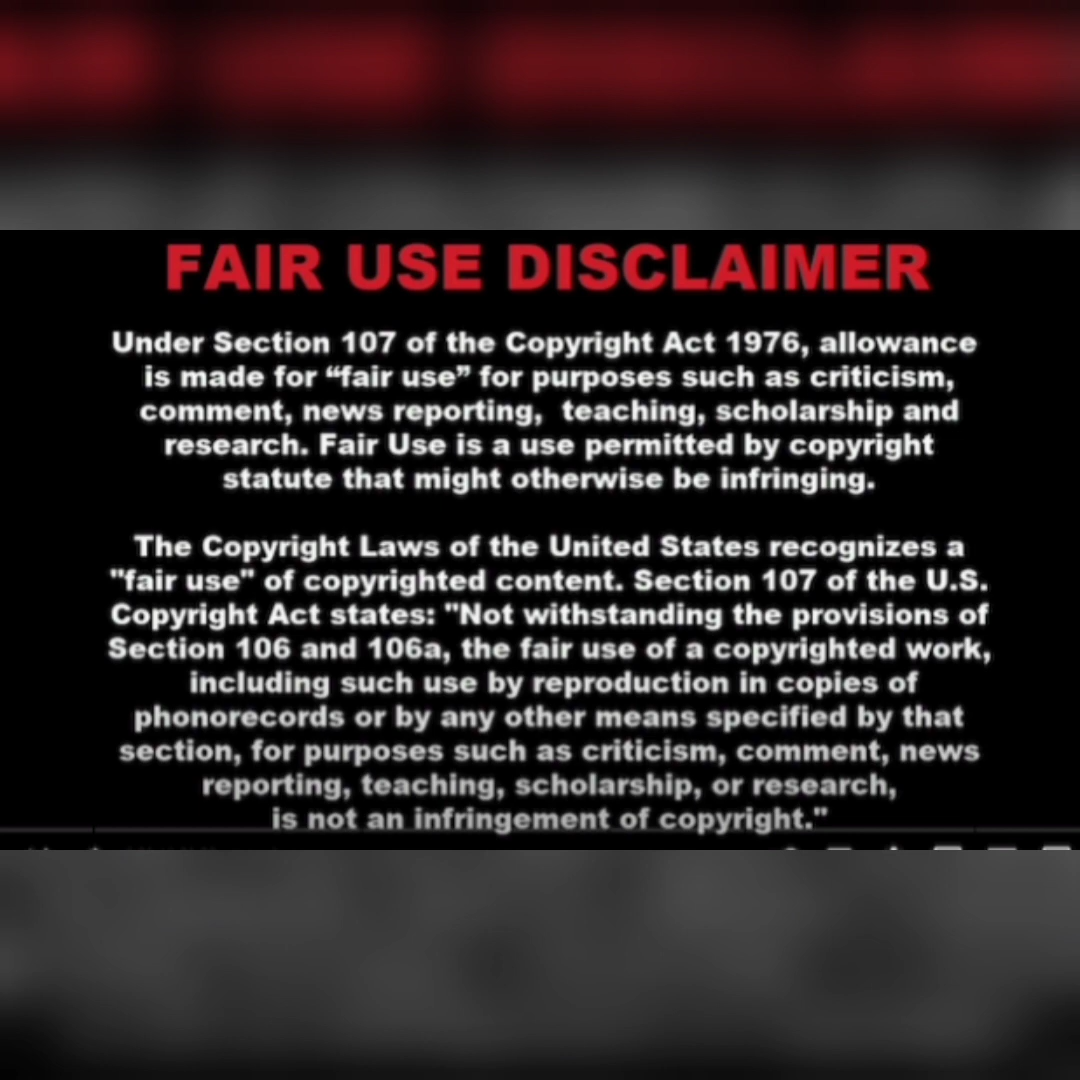 FAIR USE DISCLAIMER
Under Section 107 of the Copyright Act 1976, allowance
is made for “fair use” for purposes such as criticism,
comment, news reporting,  teaching, scholarship and
research. Fair Use is a use permitted by copyright
statute that might otherwise be infringing.
The Copyright Laws of the United States recognizes a
"fair use" of copyrighted content. Section 107 of the U.S.
Copyright Act states: "Not withstanding the provisions of
Section 106 and 106a, the fair use of a copyrighted work,
including such use by reproduction in copies of
phonorecords or by any other means specified by that
section, for purposes such as criticism, comment, news
reporting, teaching, scholarship, or research,
is not an infringement of copyright."